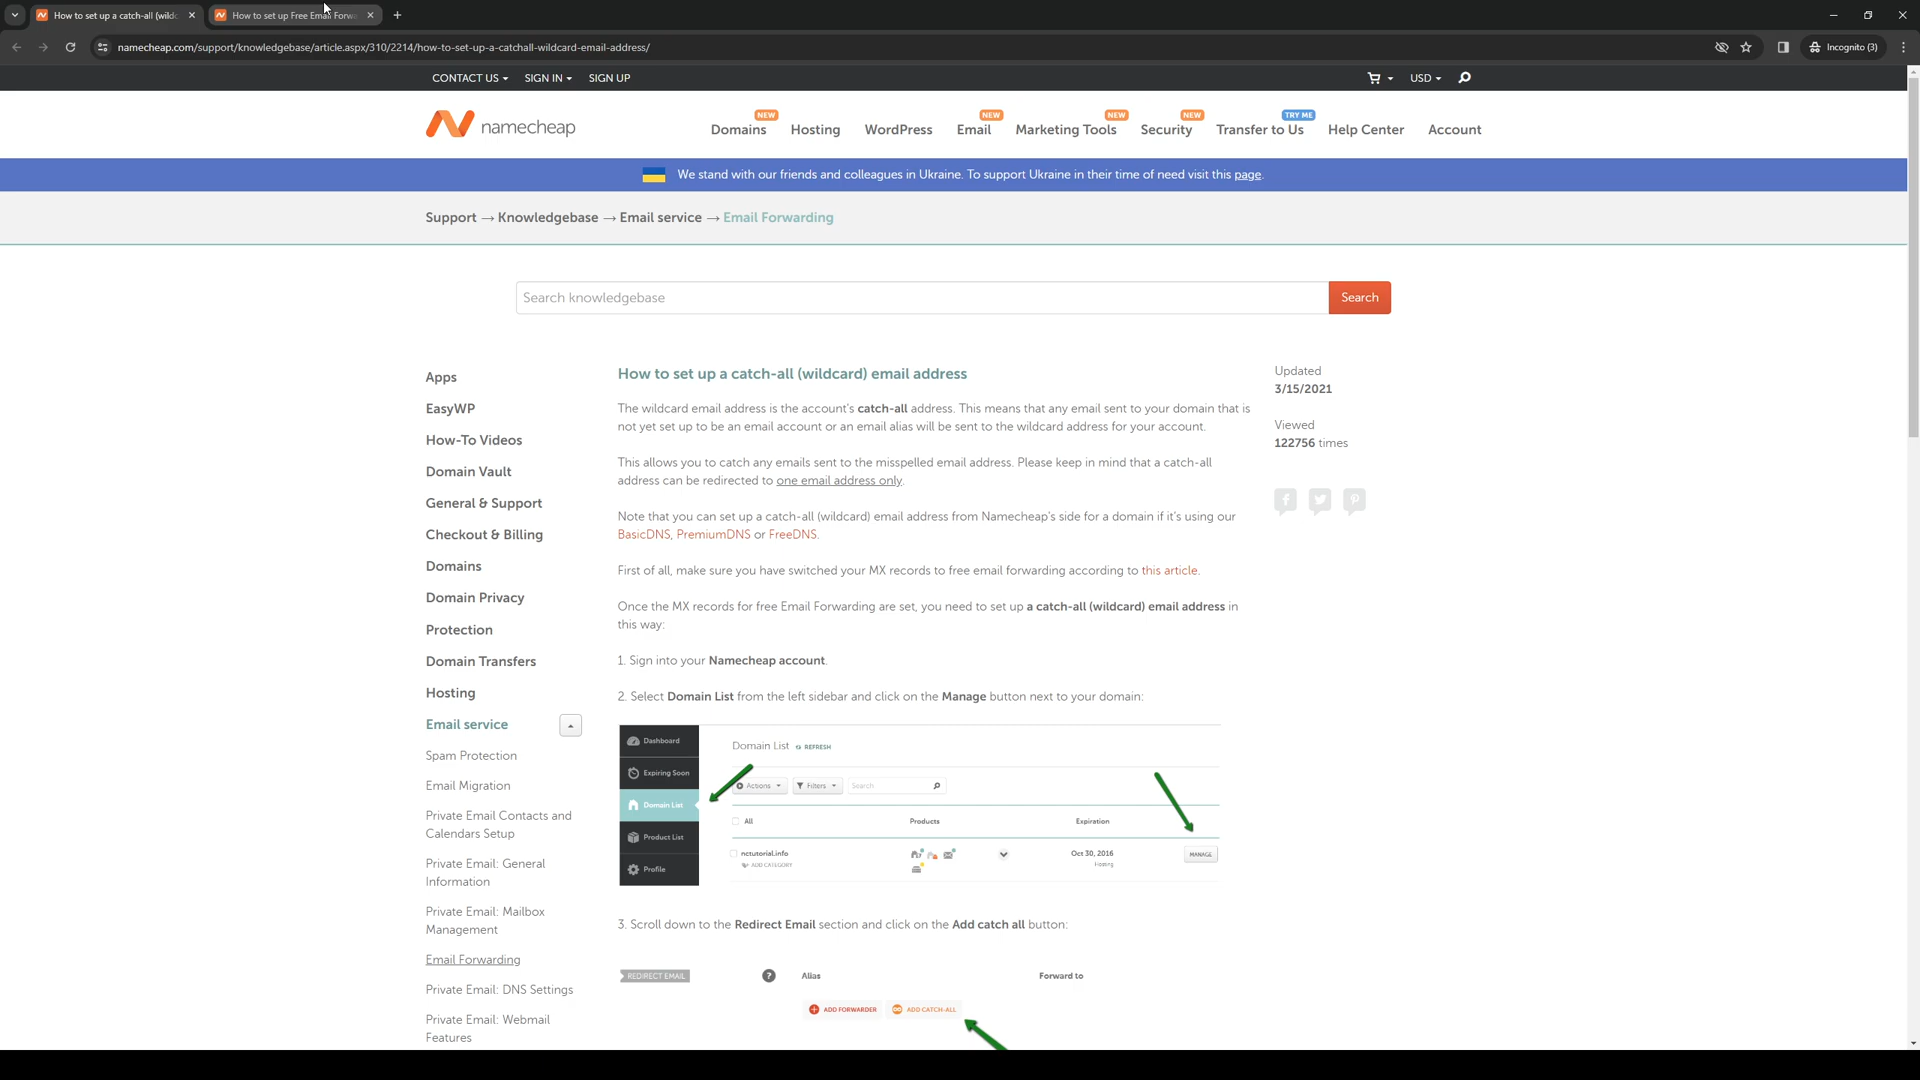 How to set up a catch-all (wildc
How to set up Free Email Forwa
namecheap.com/support/knowledgebase/article.aspx/310/2214/how-to-set-up-a-catchall-wildcard-email-address/
Incognito (3)
CONTACT US SIGN IN SIGN UP
USD
namecheap
NEW NEW NEW NEW TRY ME
Domains Hosting WordPress Email Marketing Tools Security Transfer to Us Help Center Account
We stand with our friends and colleagues in Ukraine. To support Ukraine in their time of need visit this page.
Support → Knowledgebase → Email service → Email Forwarding
Search knowledgebase
Search
Apps
EasyWP
How-To Videos
Domain Vault
General & Support
Checkout & Billing
Domains
Domain Privacy
Protection
Domain Transfers
Hosting
Email service
Spam Protection
Email Migration
Private Email Contacts and
Calendars Setup
Private Email: General
Information
Private Email: Mailbox
Management
Email Forwarding
Private Email: DNS Settings
Private Email: Webmail
Features
How to set up a catch-all (wildcard) email address
The wildcard email address is the account's catch-all address. This means that any email sent to your domain that is
not yet set up to be an email account or an email alias will be sent to the wildcard address for your account.
This allows you to catch any emails sent to the misspelled email address. Please keep in mind that a catch-all
address can be redirected to one email address only.
Note that you can set up a catch-all (wildcard) email address from Namecheap's side for a domain if it's using our
BasicDNS, PremiumDNS or FreeDNS.
First of all, make sure you have switched your MX records to free email forwarding according to this article.
Once the MX records for free Email Forwarding are set, you need to set up a catch-all (wildcard) email address in
this way:
1. Sign into your Namecheap account.
2. Select Domain List from the left sidebar and click on the Manage button next to your domain:
Dashboard
Expiring Soon
Domain List
Product List
Profile
Domain List REFRESH
Actions Filters Search
All Products Expiration
nctutorial.info Oct 30, 2016 MANAGE
ADD CATEGORY Hosting
3. Scroll down to the Redirect Email section and click on the Add catch all button:
REDIRECT EMAIL ? Alias Forward to
ADD FORWARDER ADD CATCH-ALL
Updated
3/15/2021
Viewed
122756 times